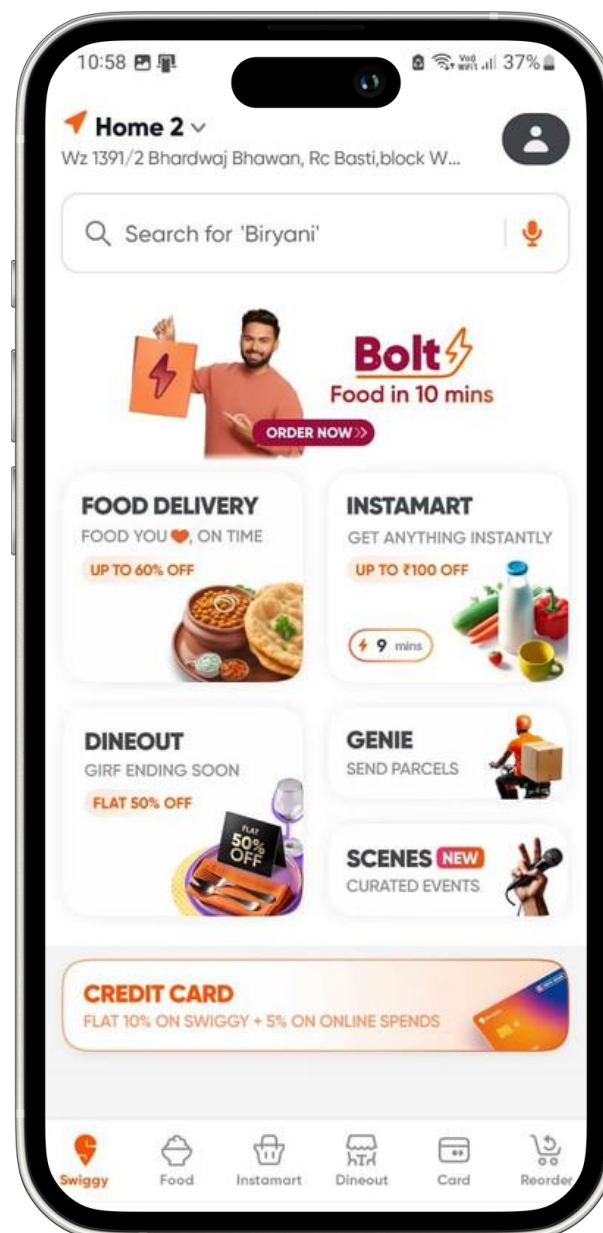 10:58
Vo)) WiFi1 37%
Home 2
Wz 1391/2 Bhardwaj Bhawan, Rc Basti,block W...
Search for 'Biryani'
Bolt
Food in 10 mins
ORDER NOW
FOOD DELIVERY
FOOD YOU , ON TIME
UP TO 60% OFF
INSTAMART
GET ANYTHING INSTANTLY
UP TO ₹100 OFF
9 mins
DINEOUT
GIRF ENDING SOON
FLAT 50% OFF
FLAT
50%
OFF
GENIE
SEND PARCELS
SCENES NEW
CURATED EVENTS
CREDIT CARD
FLAT 10% ON SWIGGY + 5% ON ONLINE SPENDS
Swiggy
Food
Instamart
Dineout
Card
Reorder